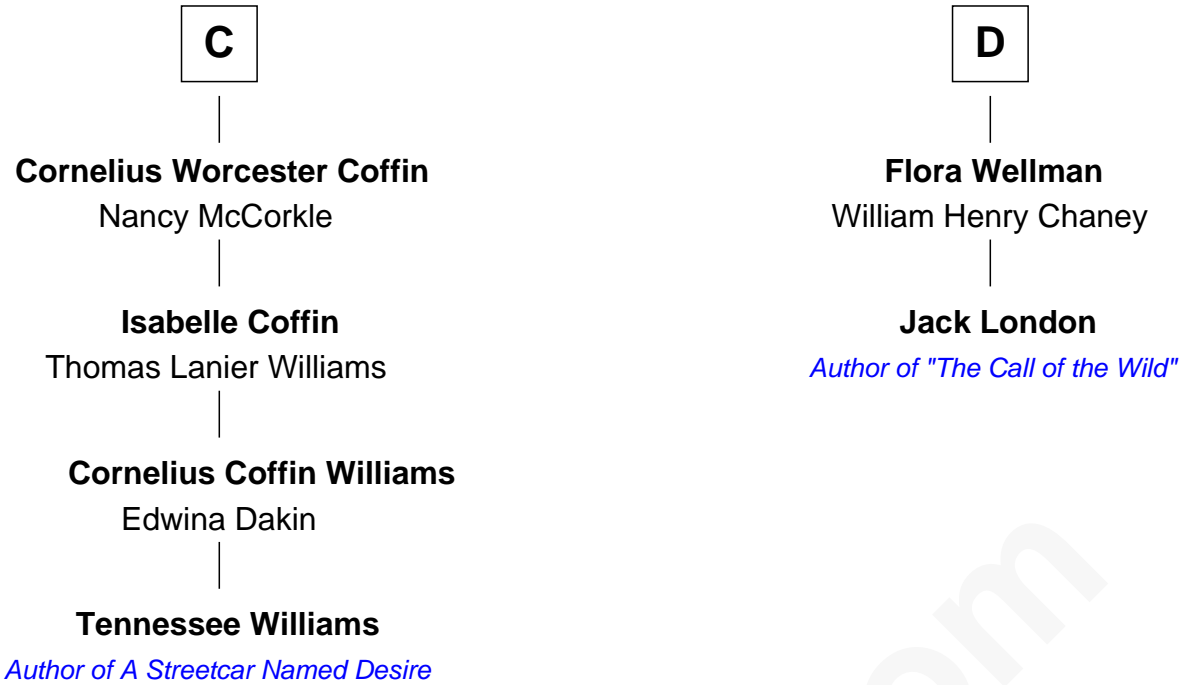 C
Cornelius Worcester Coffin
Nancy McCorkle
Isabelle Coffin
Thomas Lanier Williams
Cornelius Coffin Williams
Edwina Dakin
Tennessee Williams
Author of A Streetcar Named Desire
D
Flora Wellman
William Henry Chaney
Jack London
Author of "The Call of the Wild"
om